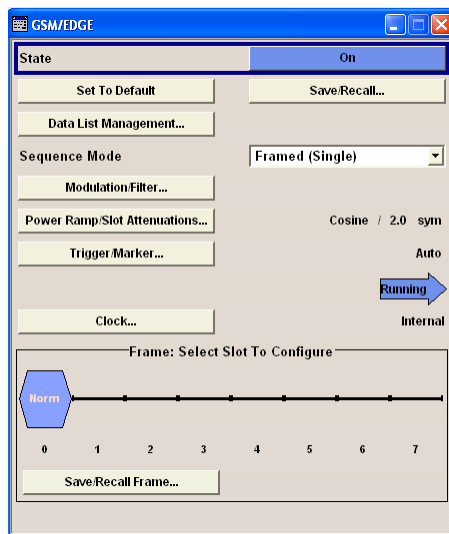 GSM/EDGE
State On
Set To Default Save/Recall...
Data List Management...
Sequence Mode Framed (Single)
Modulation/Filter...
Power Ramp/Slot Attenuations... Cosine / 2.0 sym
Trigger/Marker... Auto
Running
Clock... Internal
Frame: Select Slot To Configure
Norm
0 1 2 3 4 5 6 7
Save/Recall Frame...